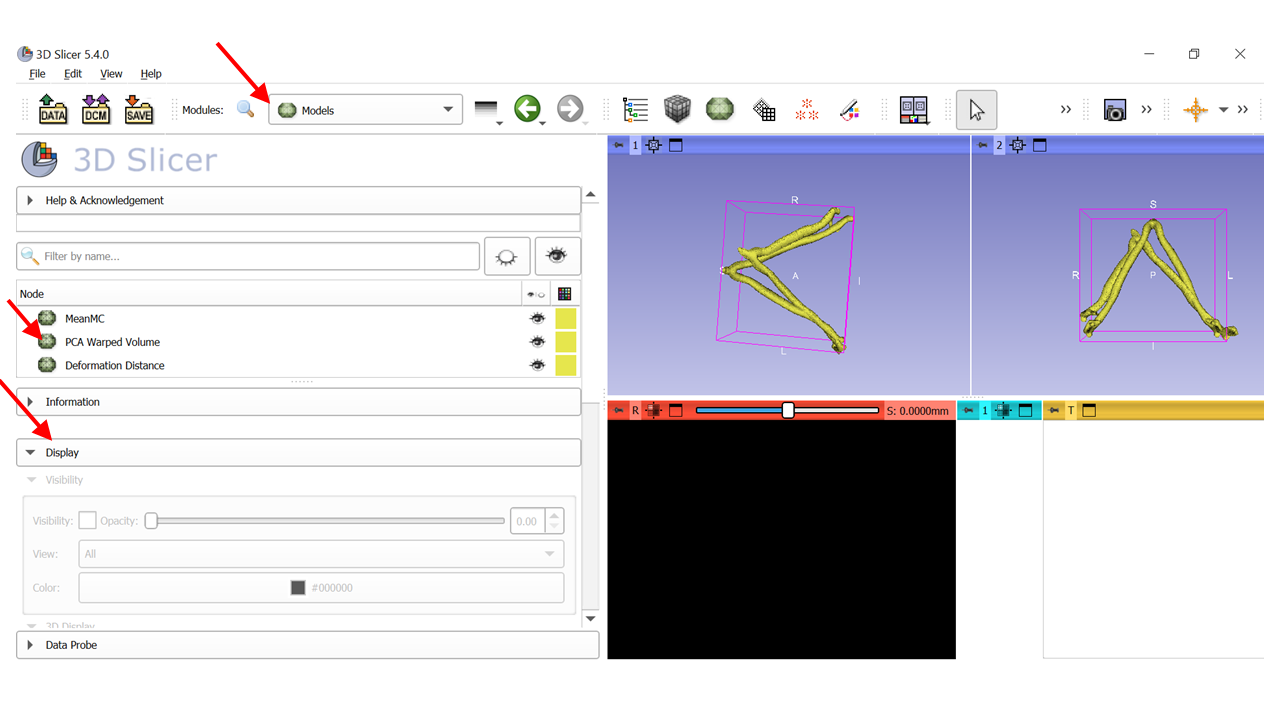 3D Slicer 5.4.0
File Edit View Help
DATA DCM SAVE Modules: Models
3D Slicer
1
2
Help & Acknowledgement
Filter by name...
Node
MeanMC
PCA Warped Volume
Deformation Distance
Information
Display
Visibility
Visibility: Opacity: 0.00
View: All
Color: #000000
3D Display
Data Probe
R
A
I
L
S
R
P
L
I
R S: 0.0000mm
1
T